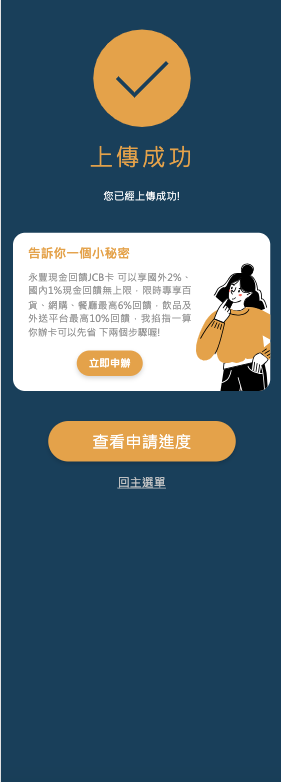 上傳成功
您已經上傳成功!
告訴你一個小秘密
永豐現金回饋JCB卡 可以享國外2%、
國內1%現金回饋無上限，限時專享百
貨、網購、餐廳最高6%回饋，飲品及
外送平台最高10%回饋，我掐指一算
你辦卡可以先省 下兩個步驟喔!
立即申辦
查看申請進度
回主選單